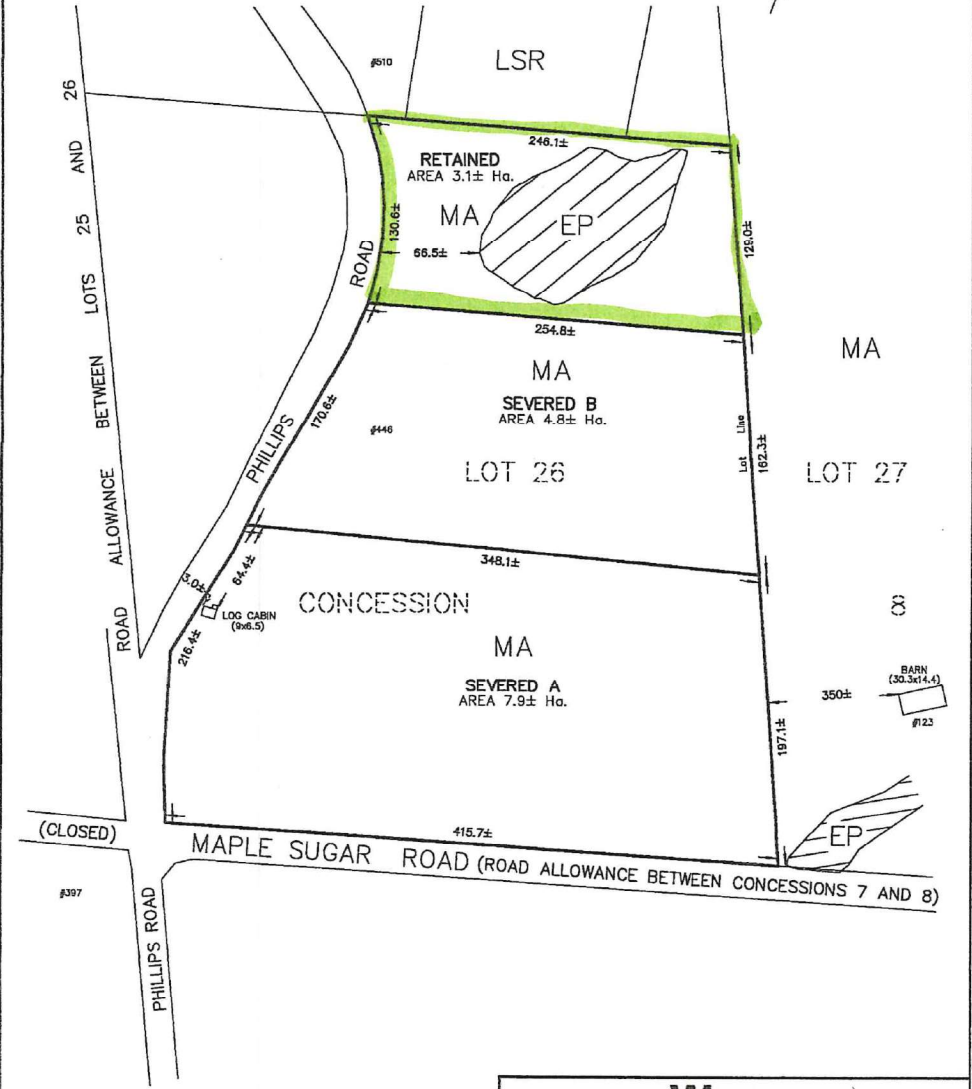 #510
LSR
26
AND
25
LOTS
BETWEEN
ALLOWANCE
ROAD
246.1±
RETAINED
AREA 3.1± Ha.
MA
EP
130.6±
66.5±
129.0±
ROAD
PHILLIPS
254.8±
MA
SEVERED B
AREA 4.8± Ha.
170.6±
#446
LOT 26
Lot Line
162.3±
MA
LOT 27
348.1±
64.4±
3.0±
LOG CABIN
(9x6.5)
216.4±
CONCESSION
8
MA
SEVERED A
AREA 7.9± Ha.
350±
BARN
(30.3x14.4)
#123
197.1±
EP
415.7±
(CLOSED)
MAPLE SUGAR ROAD (ROAD ALLOWANCE BETWEEN CONCESSIONS 7 AND 8)
#397
PHILLIPS ROAD